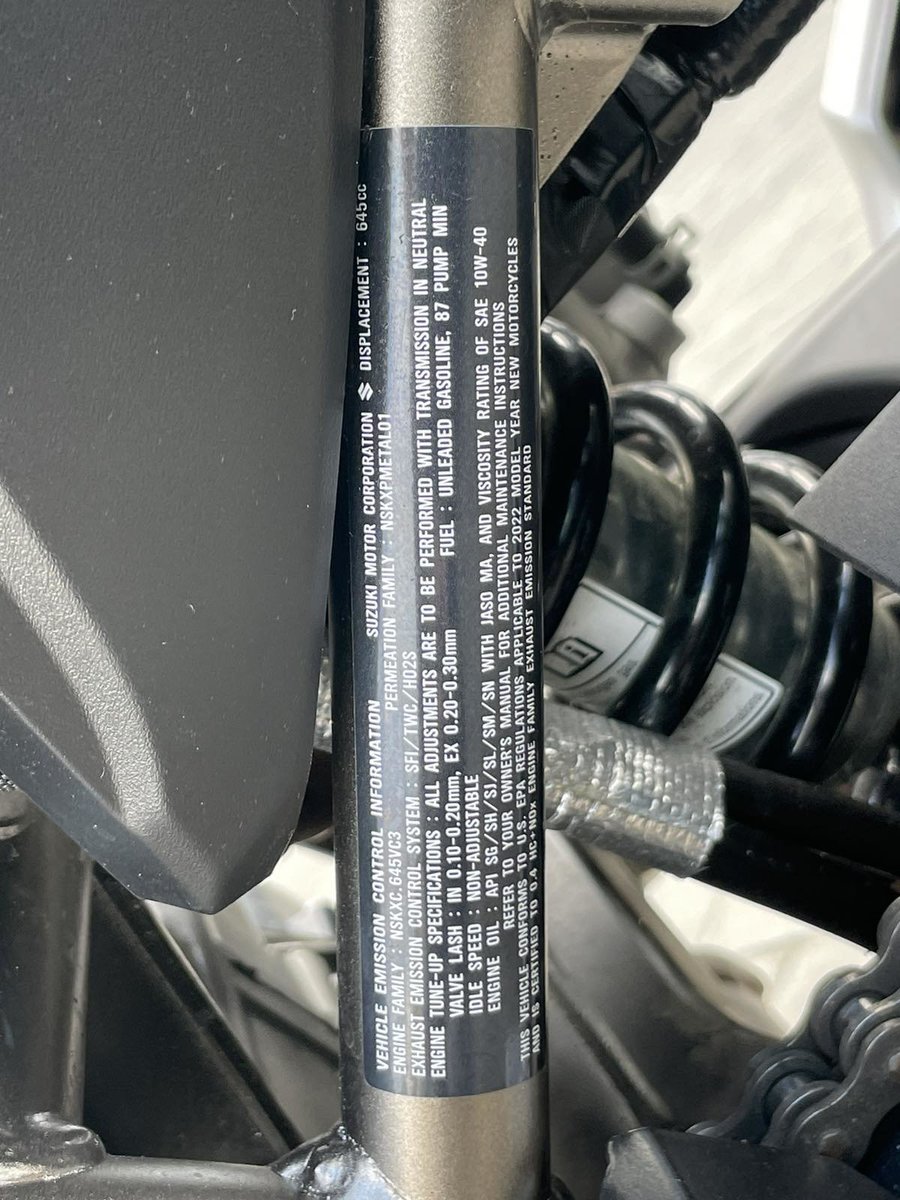 VEHICLE EMISSION CONTROL INFORMATION SUZUKI MOTOR CORPORATION DISPLACEMENT : 645cc
ENGINE FAMILY : NSKXC.645VC3 PERMEATION FAMILY : NSKXPMETAL01
EXHAUST EMISSION CONTROL SYSTEM : SFI/TWC/HO2S
ENGINE TUNE-UP SPECIFICATIONS : ALL ADJUSTMENTS ARE TO BE PERFORMED WITH TRANSMISSION IN NEUTRAL
VALVE LASH : IN 0.10-0.20mm, EX 0.20-0.30mm FUEL : UNLEADED GASOLINE, 87 PUMP MIN
IDLE SPEED : NON-ADJUSTABLE
ENGINE OIL : API SG/SH/SJ/SL/SM/SN WITH JASO MA, AND VISCOSITY RATING OF SAE 10W-40
REFER TO YOUR OWNER'S MANUAL FOR ADDITIONAL MAINTENANCE INSTRUCTIONS
THIS VEHICLE CONFORMS TO U.S. EPA REGULATIONS APPLICABLE TO 2022 MODEL YEAR NEW MOTORCYCLES
AND IS CERTIFIED TO 0.4 HC+NOx ENGINE FAMILY EXHAUST EMISSION STANDARD